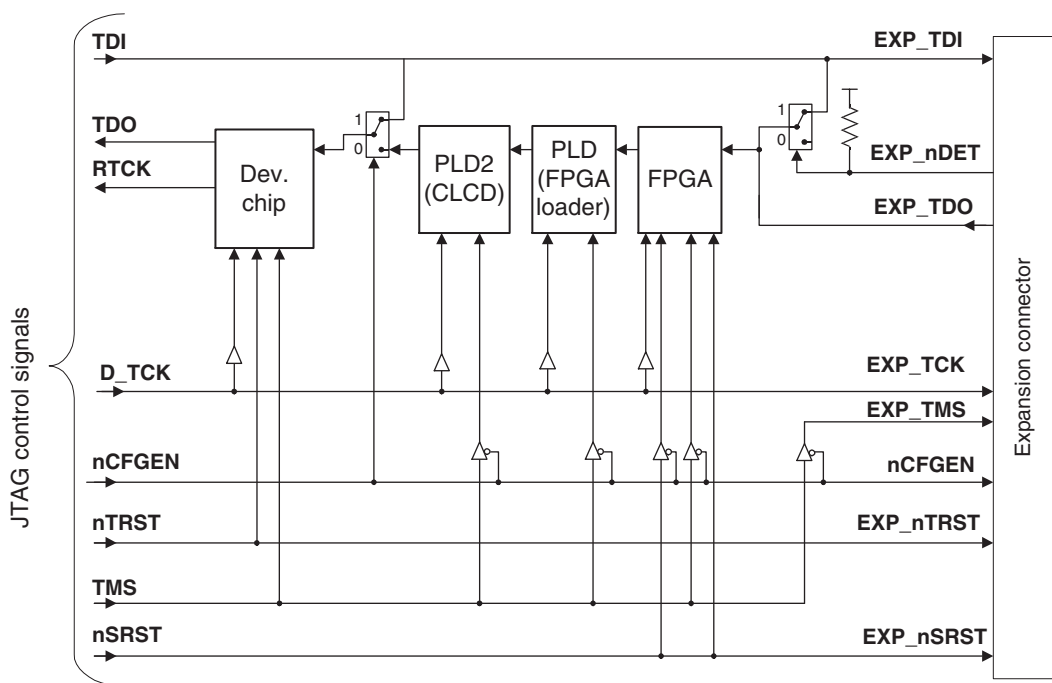 TDI
EXP_TDI
TDO
1
0
1
0
RTCK
Dev.
chip
PLD2
(CLCD)
PLD
(FPGA
loader)
FPGA
EXP_nDET
EXP_TDO
D_TCK
EXP_TCK
EXP_TMS
nCFGEN
nCFGEN
nTRST
EXP_nTRST
TMS
nSRST
EXP_nSRST
JTAG control signals
Expansion connector